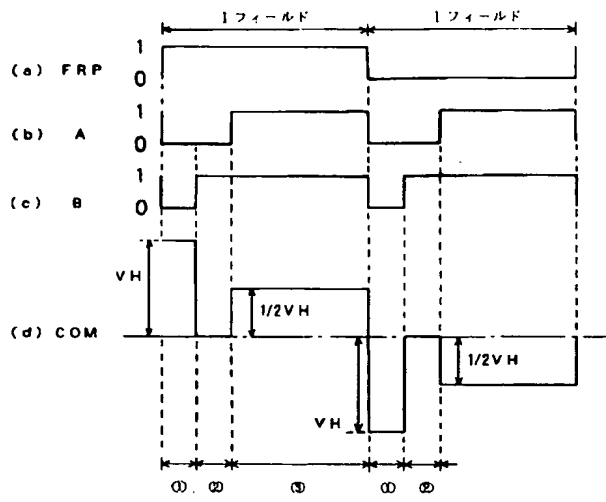 1フィールド 1フィールド
(a) FRP 1 0
(b) A 1 0
(c) B 1 0
VH
1/2VH
(d) COM
1/2VH
VH
① ② ③ ① ②